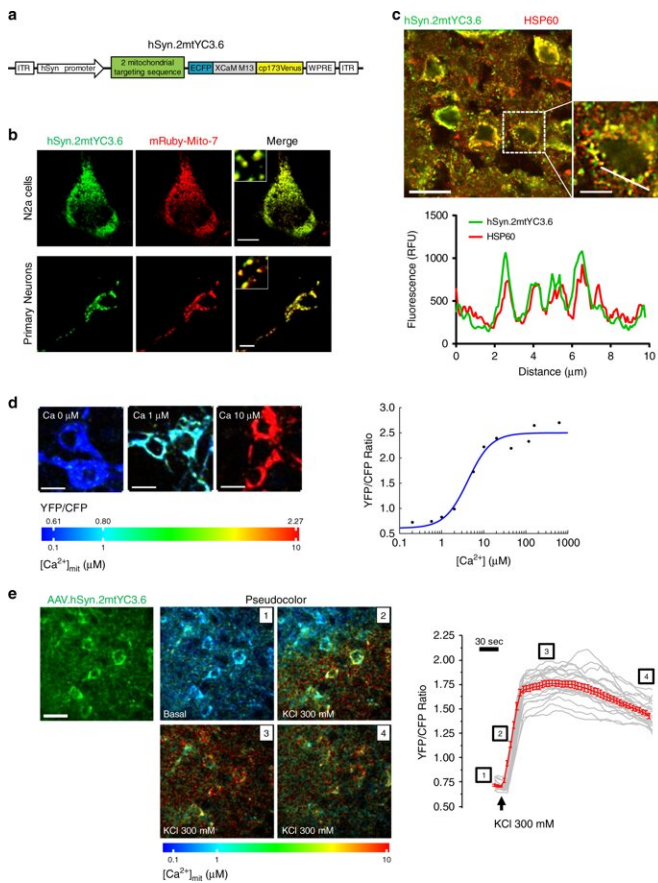 a
hSyn.2mtYC3.6
ITR
hSyn promoter
2 mitochondrial
targeting sequence
ECFP
XCaM M13
cp173Venus
WPRE
ITR
b
hSyn.2mtYC3.6
mRuby-Mito-7
Merge
N2a cells
Primary Neurons
c
hSyn.2mtYC3.6
HSP60
1500
1000
500
0
Fluorescence (RFU)
hSyn.2mtYC3.6
HSP60
0
2
4
6
8
10
Distance (μm)
d
Ca 0 μM
Ca 1 μM
Ca 10 μM
YFP/CFP
0.61
0.80
2.27
0.1
1
10
[Ca2+]mit (μM)
3.0
2.5
2.0
1.5
1.0
0.5
YFP/CFP Ratio
0.1
1
10
100
1000
[Ca2+] (μM)
e
AAV.hSyn.2mtYC3.6
Pseudocolor
1
Basal
2
KCl 300 mM
3
KCl 300 mM
4
KCl 300 mM
0.1
1
10
[Ca2+]mit (μM)
30 sec
2.25
2.00
1.75
1.50
1.25
1.00
0.75
0.50
YFP/CFP Ratio
1
2
3
4
KCl 300 mM